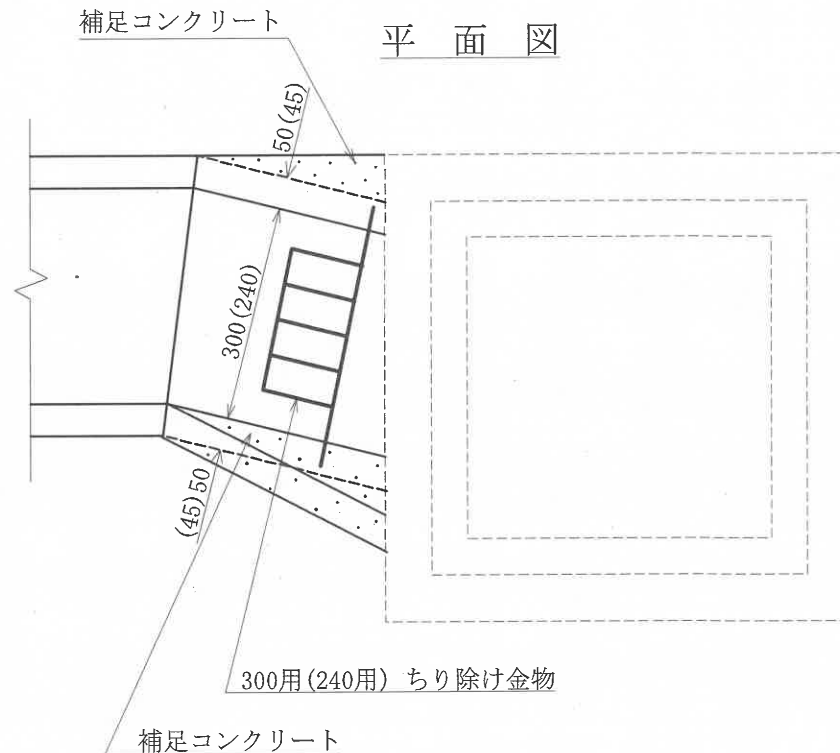 補足コンクリート
平面図
50(45)
300(240)
(45)50
300用(240用) ちり除け金物
補足コンクリート